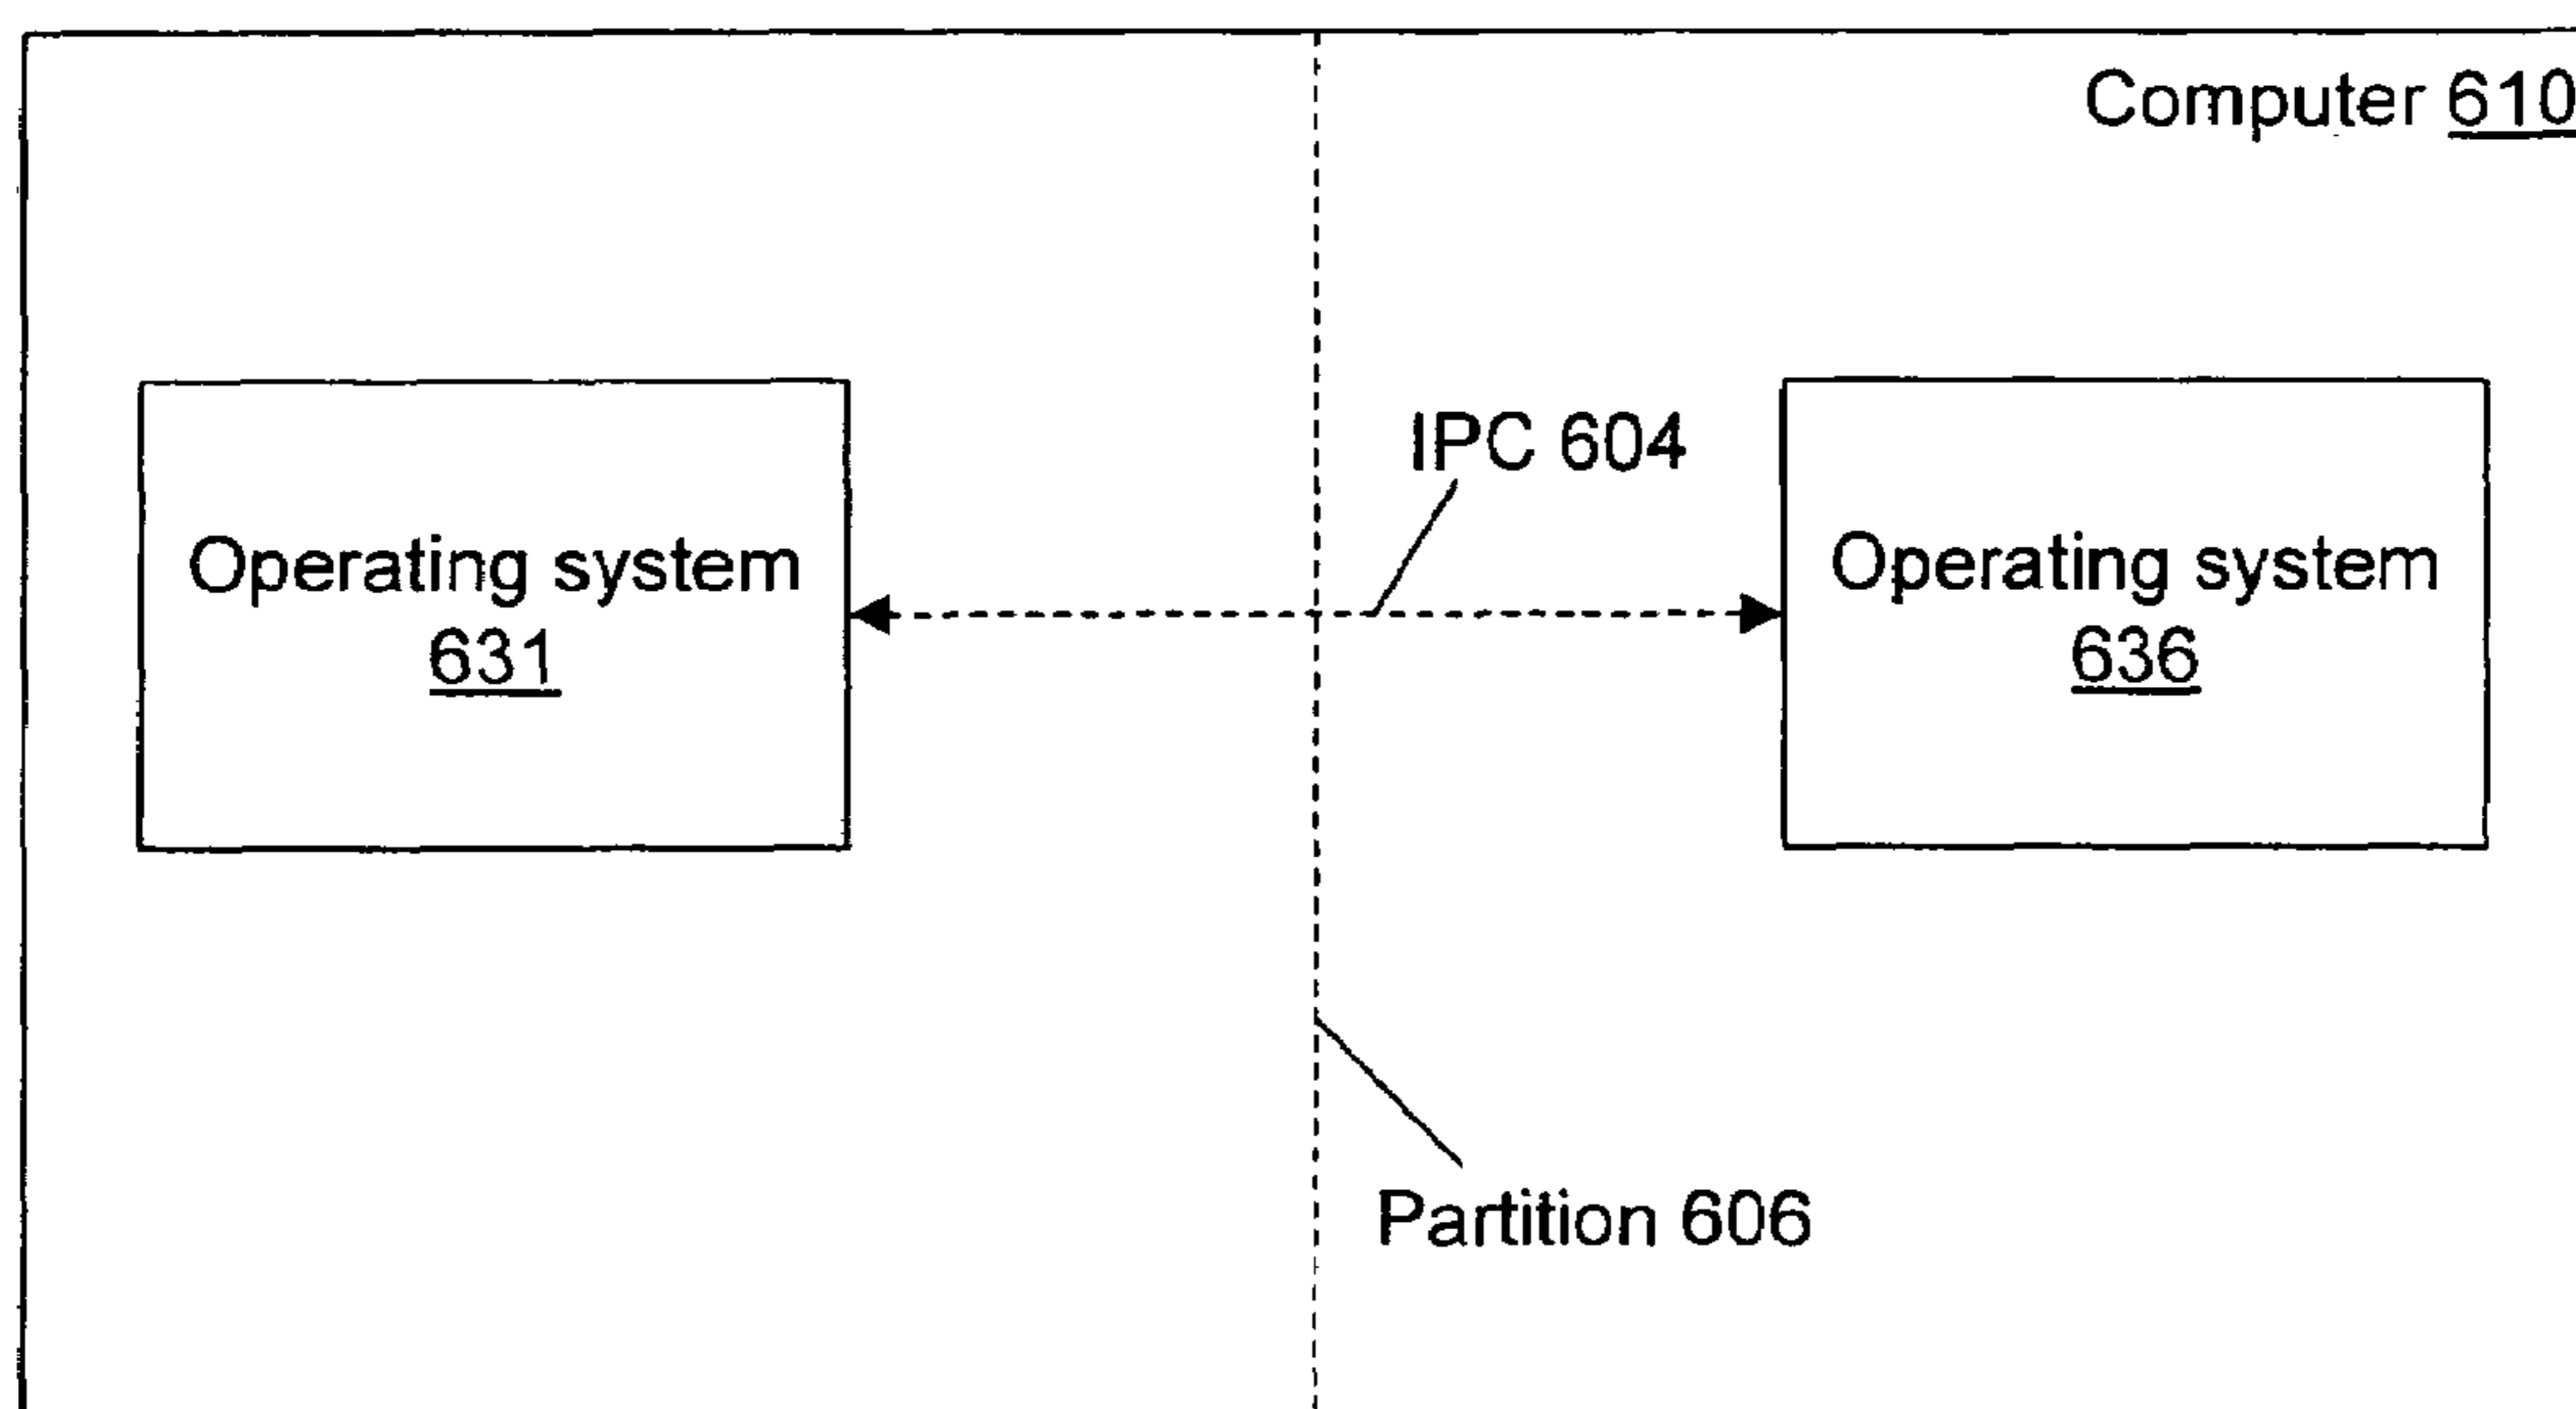 Computer 610
IPC 604
Operating system
631
Operating system
636
Partition 606